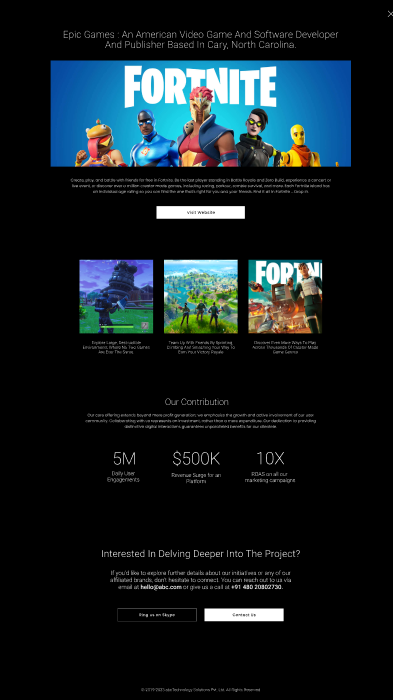 Epic Games : An American Video Game And Software Developer
And Publisher Based In Cary, North Carolina.
FORTNITE
Create, play, and battle with friends for free in Fortnite. Be the last player standing in Battle Royale and Zero Build, experience a concert or
live event, or discover over a million creator made games, including racing, parkour, zombie survival, and more. Each Fortnite island has
an individual age rating so you can find the one that's right for you and your friends. Find it all in Fortnite
Visit Website
FORTN
Explore Large, Destructible
Environments Where No Two Games
Are Ever The Same.
Team Up With Friends By Sprinting,
Climbing And Smashing Your Way To
Earn Your Victory Royale
Discover Even More Ways To Play
Across Thousands Of Creator Made
Game Genres
Our Contribution
Our core offering extends beyond mere profit generation; we emphasize the growth and active involvement of our user
community. Collaborating with us represents an investment, rather than a mere expenditure. Our dedication to providing
definitive digital interactions guarantees unparalleled benefits for our clientele.
5M
Daily User
Engagements
$500K
Revenue Surge for an
Platform
10X
ROAS on all our
marketing campaigns
Interested In Delving Deeper Into The Project?
If you'd like to explore further details about our initiatives or any of our
affiliated brands, don't hesitate to connect. You can reach out to us via
email at hello@abc.com or give us a call at +91 480 20802730.
Ring us on Skype
Contact Us
© 2019-2023 Technology Solutions Pvt. Ltd. All Rights Reserved